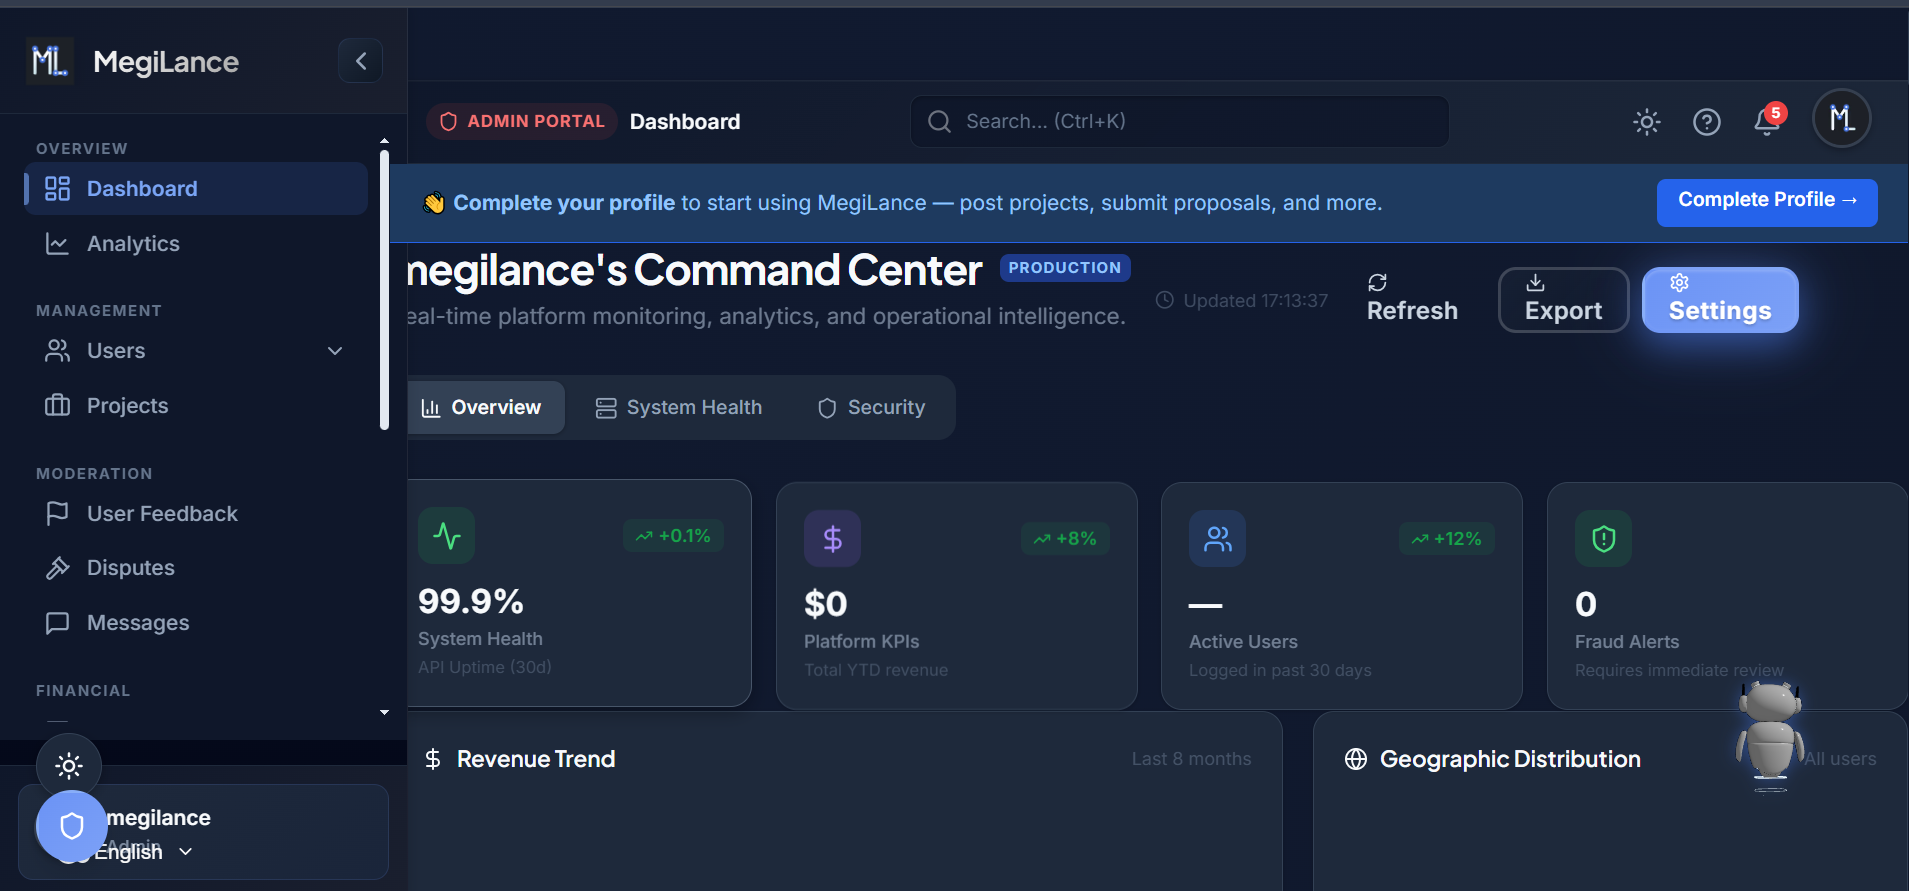 ML MegiLance
OVERVIEW
Dashboard
Analytics
MANAGEMENT
Users
Projects
MODERATION
User Feedback
Disputes
Messages
FINANCIAL
megilance
Admin
English
ADMIN PORTAL Dashboard
Search... (Ctrl+K)
5
ML
👋 Complete your profile to start using MegiLance — post projects, submit proposals, and more.
Complete Profile →
megilance's Command Center PRODUCTION
eal-time platform monitoring, analytics, and operational intelligence.
Updated 17:13:37
Refresh
Export
Settings
Overview
System Health
Security
+0.1%
99.9%
System Health
API Uptime (30d)
+8%
$0
Platform KPIs
Total YTD revenue
+12%
—
Active Users
Logged in past 30 days
0
Fraud Alerts
Requires immediate review
Revenue Trend
Last 8 months
Geographic Distribution
All users